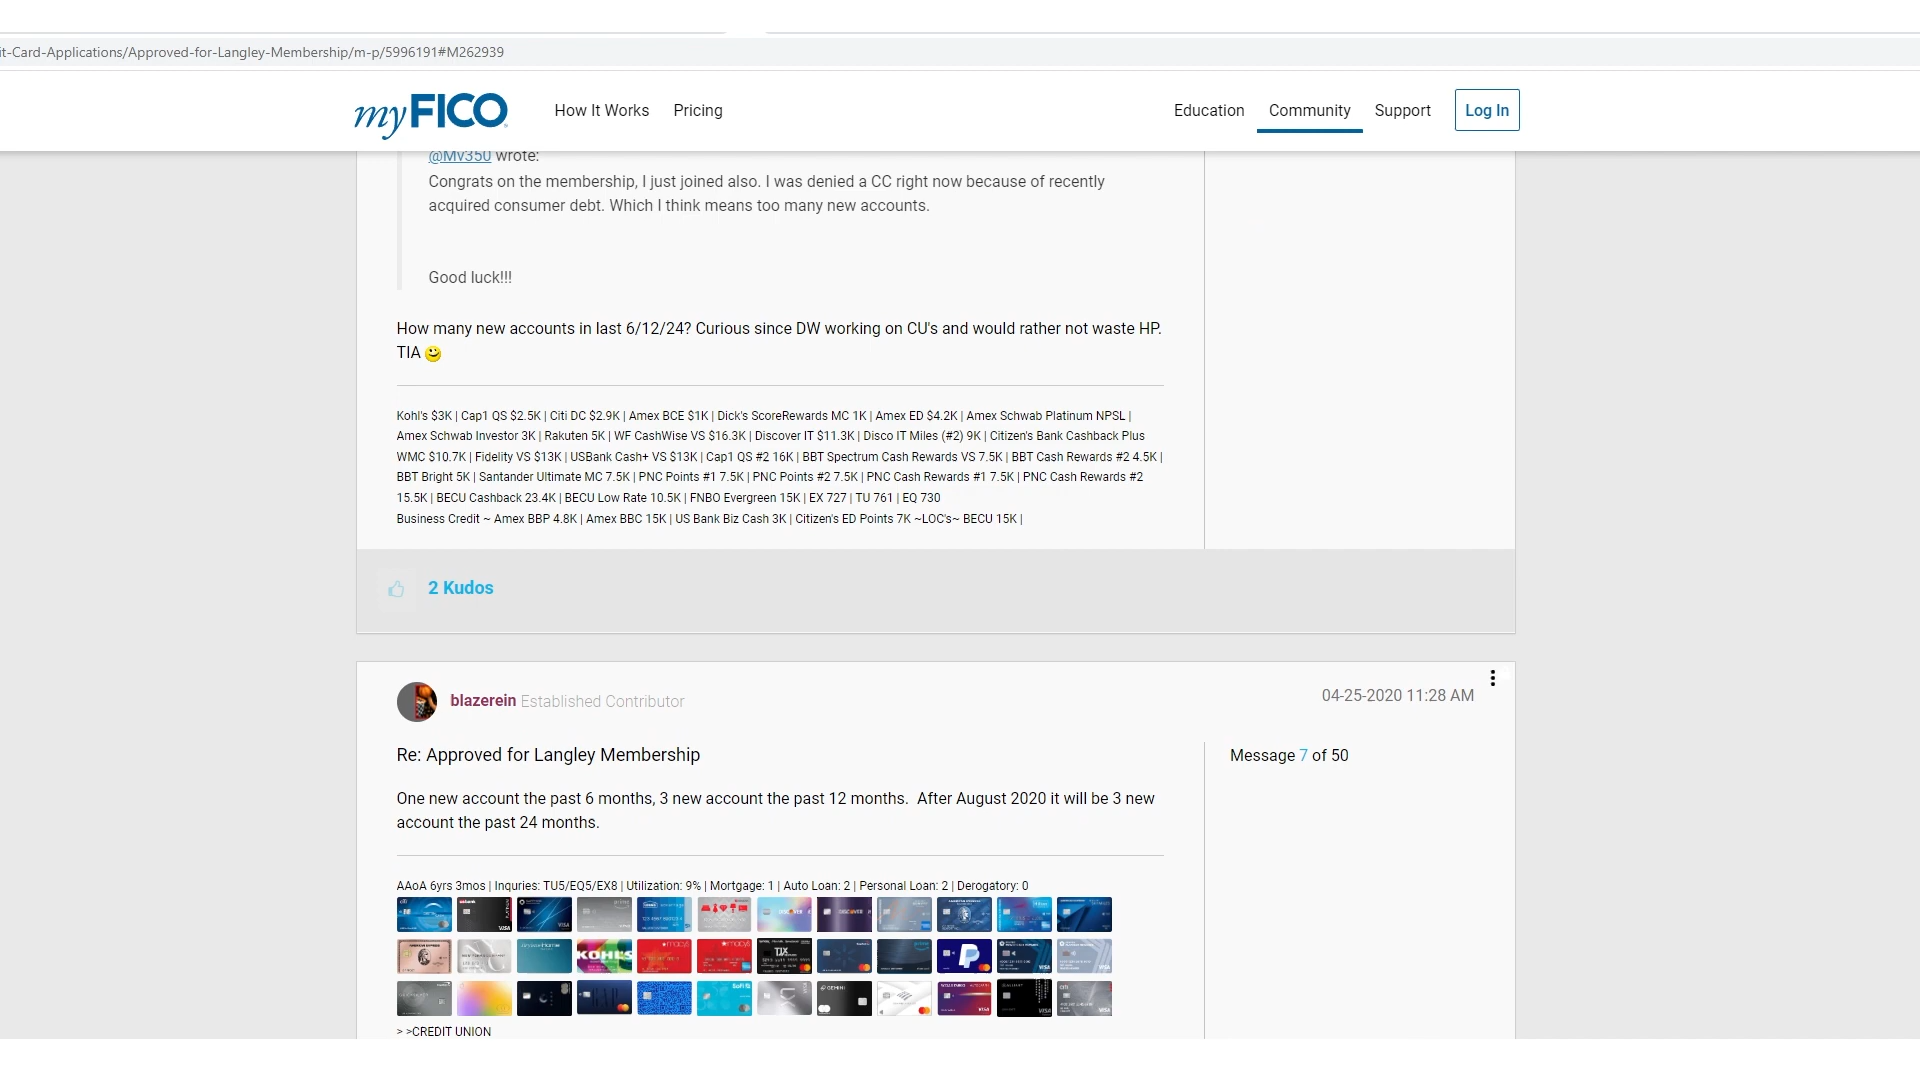 it-Card-Applications/Approved-for-Langley-Membership/m-p/5996191#M262939
myFICO
How It Works
Pricing
Education
Community
Support
Log In
@Mv350 wrote:
Congrats on the membership, I just joined also. I was denied a CC right now because of recently
acquired consumer debt. Which I think means too many new accounts.
Good luck!!!
How many new accounts in last 6/12/24? Curious since DW working on CU's and would rather not waste HP.
TIA
Kohl's $3K | Cap1 QS $2.5K | Citi DC $2.9K | Amex BCE $1K | Dick's ScoreRewards MC 1K | Amex ED $4.2K | Amex Schwab Platinum NPSL |
Amex Schwab Investor 3K | Rakuten 5K | WF CashWise VS $16.3K | Discover IT $11.3K | Disco IT Miles (#2) 9K | Citizen's Bank Cashback Plus
WMC $10.7K | Fidelity VS $13K | USBank Cash+ VS $13K | Cap1 QS #2 16K | BBT Spectrum Cash Rewards VS 7.5K | BBT Cash Rewards #2 4.5K |
BBT Bright 5K | Santander Ultimate MC 7.5K | PNC Points #1 7.5K | PNC Points #2 7.5K | PNC Cash Rewards #1 7.5K | PNC Cash Rewards #2
15.5K | BECU Cashback 23.4K | BECU Low Rate 10.5K | FNBO Evergreen 15K | EX 727 | TU 761 | EQ 730
Business Credit ~ Amex BBP 4.8K | Amex BBC 15K | US Bank Biz Cash 3K | Citizen's ED Points 7K ~LOC's~ BECU 15K |
2 Kudos
blazerein Established Contributor
04-25-2020 11:28 AM
Re: Approved for Langley Membership
Message 7 of 50
One new account the past 6 months, 3 new account the past 12 months.  After August 2020 it will be 3 new
account the past 24 months.
AAoA 6yrs 3mos | Inquries: TU5/EQ5/EX8 | Utilization: 9% | Mortgage: 1 | Auto Loan: 2 | Personal Loan: 2 | Derogatory: 0
KOHLS
macys
macys
TJX
GEMINI
> >CREDIT UNION